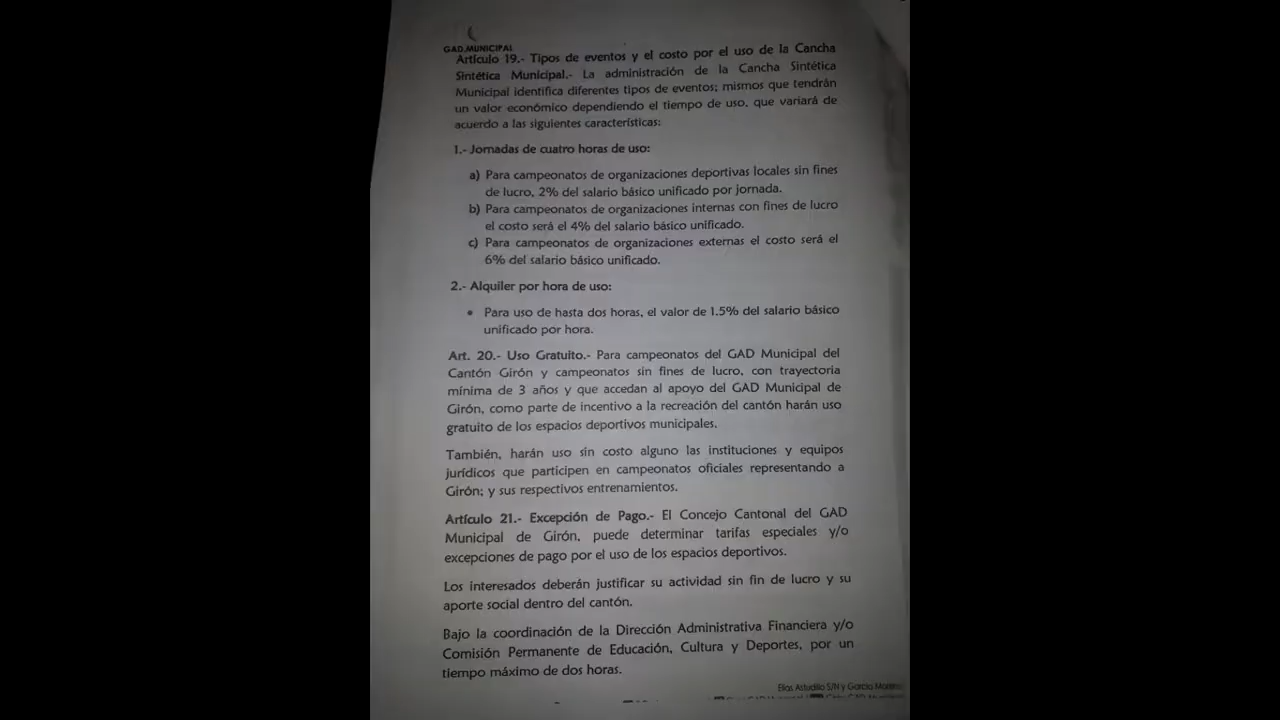 GAD MUNICIPAL
Artículo 19.- Tipos de eventos y el costo por el uso de la Cancha
Sintética Municipal.- La administración de la Cancha Sintética
Municipal identifica diferentes tipos de eventos; mismos que tendrán
un valor económico dependiendo el tiempo de uso, que variará de
acuerdo a las siguientes características:
1.- Jornadas de cuatro horas de uso:
a) Para campeonatos de organizaciones deportivas locales sin fines
de lucro, 2% del salario básico unificado por jornada.
b) Para campeonatos de organizaciones internas con fines de lucro
el costo será el 4% del salario básico unificado.
c) Para campeonatos de organizaciones externas el costo será el
6% del salario básico unificado.
2.- Alquiler por hora de uso:
• Para uso de hasta dos horas, el valor de 1.5% del salario básico
unificado por hora.
Art. 20.- Uso Gratuito.- Para campeonatos del GAD Municipal del
Cantón Girón y campeonatos sin fines de lucro, con trayectoria
mínima de 3 años y que accedan al apoyo del GAD Municipal de
Girón, como parte de incentivo a la recreación del cantón harán uso
gratuito de los espacios deportivos municipales.
También, harán uso sin costo alguno las instituciones y equipos
jurídicos que participen en campeonatos oficiales representando a
Girón; y sus respectivos entrenamientos.
Artículo 21.- Excepción de Pago.- El Concejo Cantonal del GAD
Municipal de Girón, puede determinar tarifas especiales y/o
excepciones de pago por el uso de los espacios deportivos.
Los interesados deberán justificar su actividad sin fin de lucro y su
aporte social dentro del cantón.
Bajo la coordinación de la Dirección Administrativa Financiera y/o
Comisión Permanente de Educación, Cultura y Deportes, por un
tiempo máximo de dos horas.
Elías Astudillo S/N y García Moreno